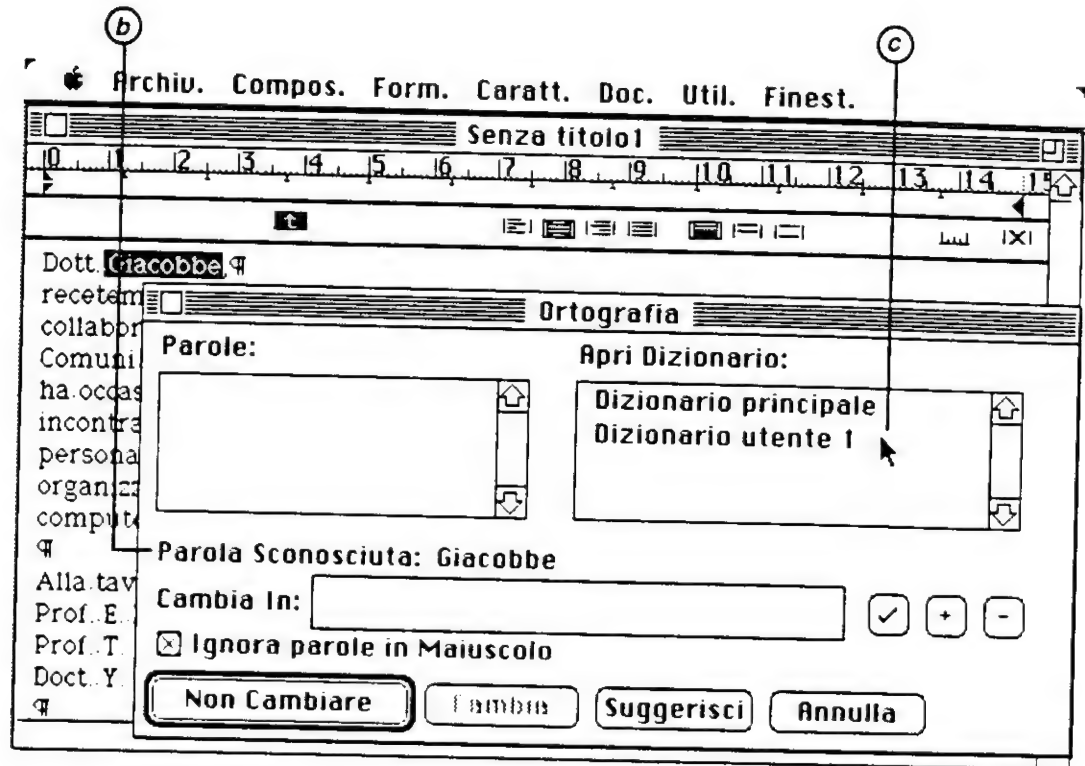 b
c
Archiv. Compos. Form. Caratt. Doc. Util. Finest.
Senza titolo1
0 1 2 3 4 5 6 7 8 9 10 11 12 13 14 15
t
Dott. Giacobbe,¶
recetem
collabor
Comuni
ha occas
incontra
persona
organizz
compute
¶
Alla tav
Prof. E.
Prof. T.
Doct. Y.
¶
Ortografia
Parole:
Apri Dizionario:
Dizionario principale
Dizionario utente 1
Parola Sconosciuta: Giacobbe
Cambia In:
+ -
Ignora parole in Maiuscolo
Non Cambiare Cambia Suggerisci Annulla